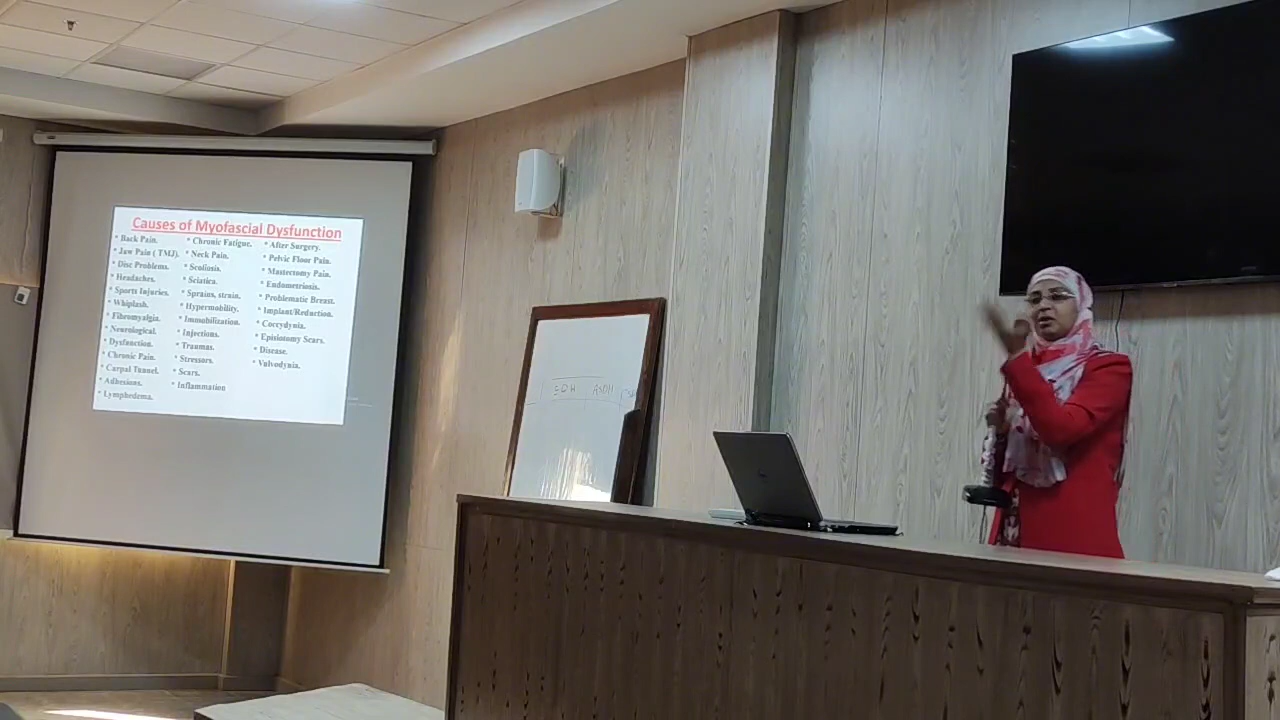 Causes of Myofascial Dysfunction
* Back Pain.
* Jaw Pain ( TMJ).
* Disc Problems.
* Headaches.
* Sports Injuries.
* Whiplash.
* Fibromyalgia.
* Neurological.
* Dysfunction.
* Chronic Pain.
* Carpal Tunnel.
* Adhesions.
* Lymphedema.
* Chronic Fatigue.
* Neck Pain.
* Scoliosis.
* Sciatica.
* Sprains, strain.
* Hypermobility.
* Immobilization.
* Injections.
* Traumas.
* Stressors.
* Scars.
* Inflammation
* After Surgery.
* Pelvic Floor Pain.
* Mastectomy Pain.
* Endometriosis.
* Problematic Breast.
* Implant/Reduction.
* Coccydynia.
* Episiotomy Scars.
* Disease.
* Vulvodynia.